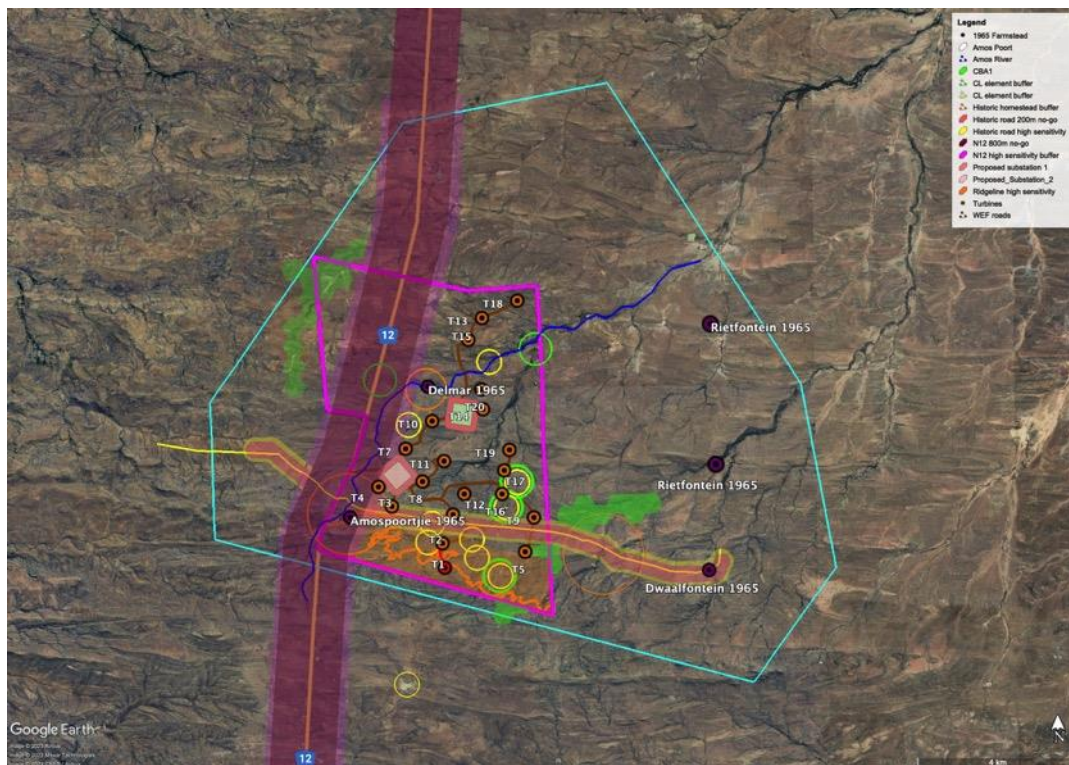 Legend
1965 Farmstead
Amos Poort
Amos River
CBA1
CL element buffer
CL element buffer
Historic homestead buffer
Historic road 200m no-go
Historic road high sensitivity
N12 800m no-go
N12 high sensitivity buffer
Proposed substation 1
Proposed_Substation_2
Ridgeline high sensitivity
Turbines
WEF roads
T18
T13
Rietfontein 1965
12
T15
Delmar 1965
T20
T10
T7
T19
T11
T17
T4
T8
T12
T3
T16
Amospoortjie 1965
T9
Rietfontein 1965
T2
T1
T5
Dwaalfontein 1965
Google Earth
N
12
4 km